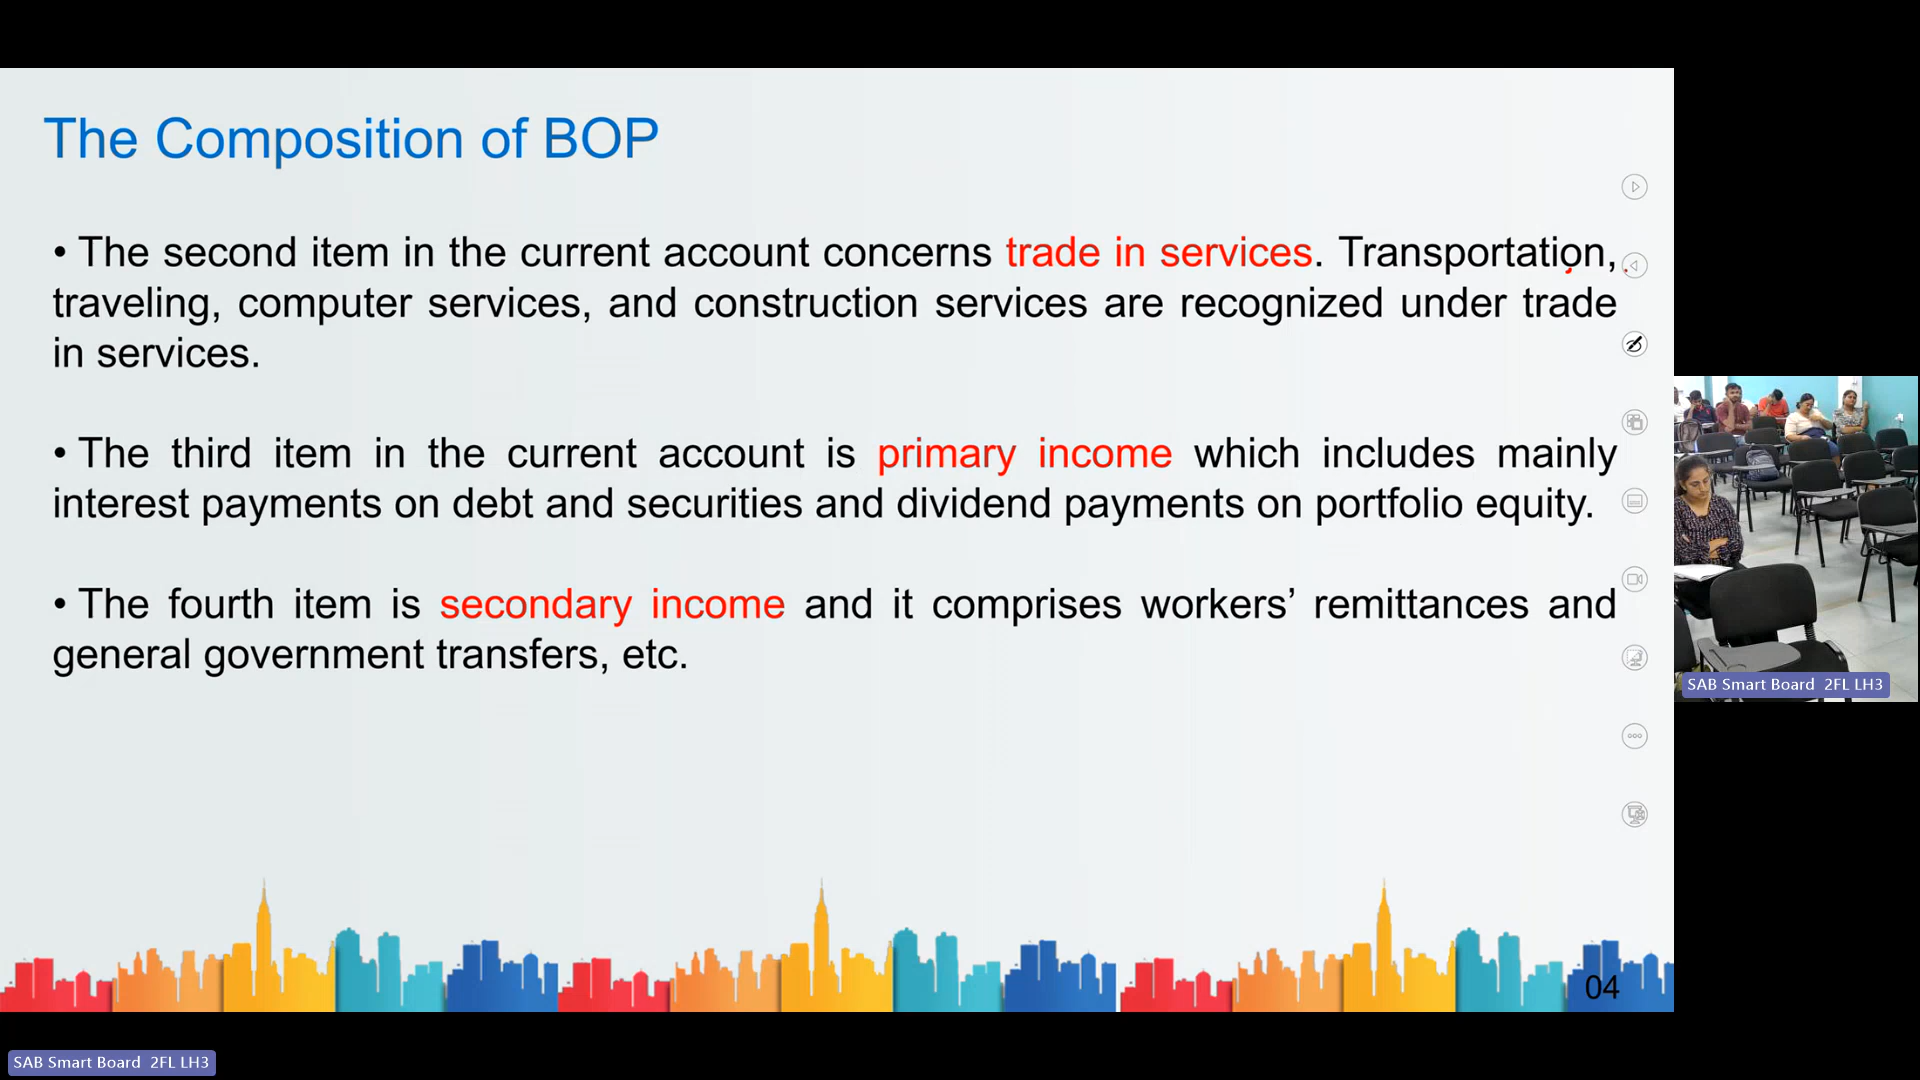 The Composition of BOP
• The second item in the current account concerns trade in services. Transportation,
traveling, computer services, and construction services are recognized under trade
in services.
• The third item in the current account is primary income which includes mainly
interest payments on debt and securities and dividend payments on portfolio equity.
• The fourth item is secondary income and it comprises workers’ remittances and
general government transfers, etc.
04
SAB Smart Board 2FL LH3
SAB Smart Board 2FL LH3